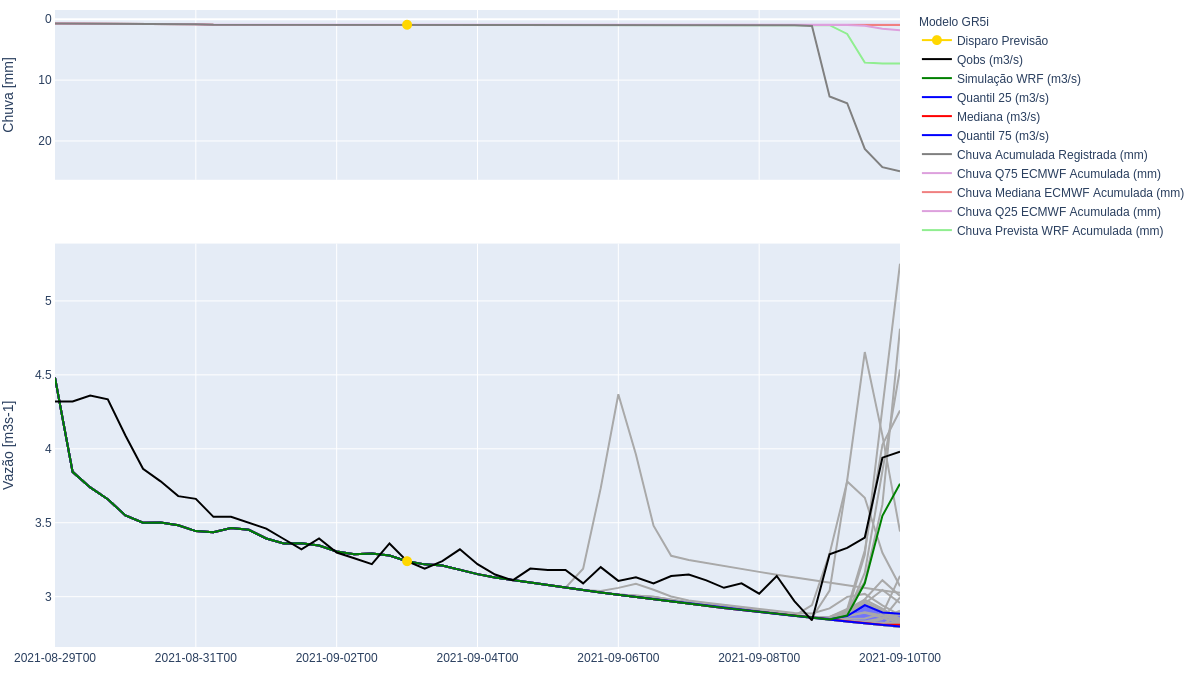 0
10
20
Chuva [mm]
Modelo GR5i
Disparo Previsão
Qobs (m3/s)
Simulação WRF (m3/s)
Quantil 25 (m3/s)
Mediana (m3/s)
Quantil 75 (m3/s)
Chuva Acumulada Registrada (mm)
Chuva Q75 ECMWF Acumulada (mm)
Chuva Mediana ECMWF Acumulada (mm)
Chuva Q25 ECMWF Acumulada (mm)
Chuva Prevista WRF Acumulada (mm)
5
4.5
4
3.5
3
Vazão [m3s-1]
2021-08-29T00
2021-08-31T00
2021-09-02T00
2021-09-04T00
2021-09-06T00
2021-09-08T00
2021-09-10T00